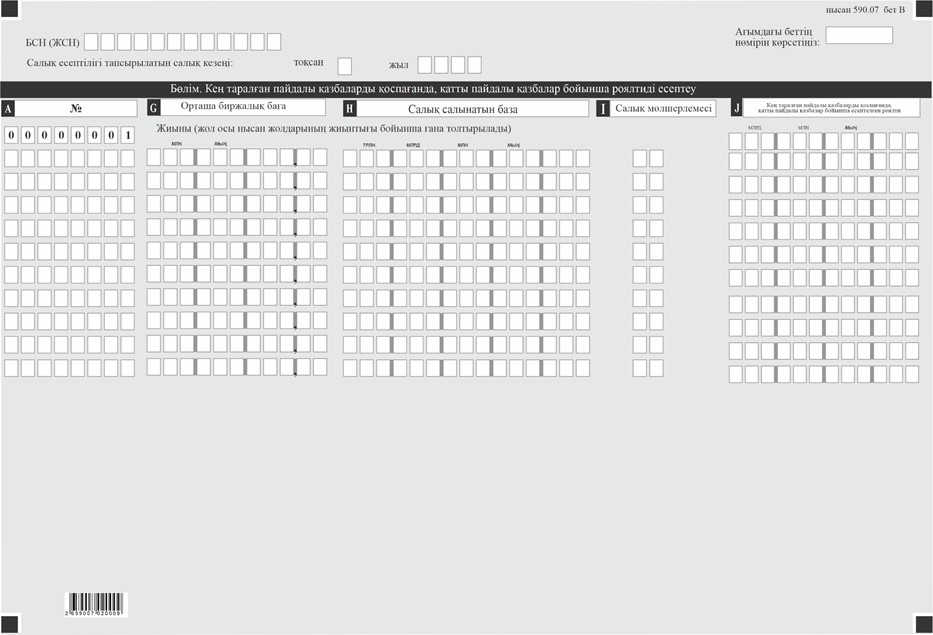 нысан 590.07 бет B
БСН (ЖСН)
Ағымдағы беттің
нөмірін көрсетіңіз:
Салық есептілігі тапсырылатын салық кезеңі:
тоқсан
жыл
Бөлім. Кең таралған пайдалы қазбаларды қоспағанда, қатты пайдалы қазбалар бойынша роялтиді есептеу
A № G Орташа биржалық баға H Салық салынатын база I Салық мөлшерлемесі J Кең таралған пайдалы қазбаларды қоспағанда,
қатты пайдалы қазбалар бойынша есептелген роялти
0 0 0 0 0 0 0 1 Жиыны (жол осы нысан жолдарының жиынтығы бойынша ғана толтырылады)
МЛРД МЛН МЫҢ
МЛН МЫҢ ТРЛН МЛРД МЛН МЫҢ
2 689007 020009